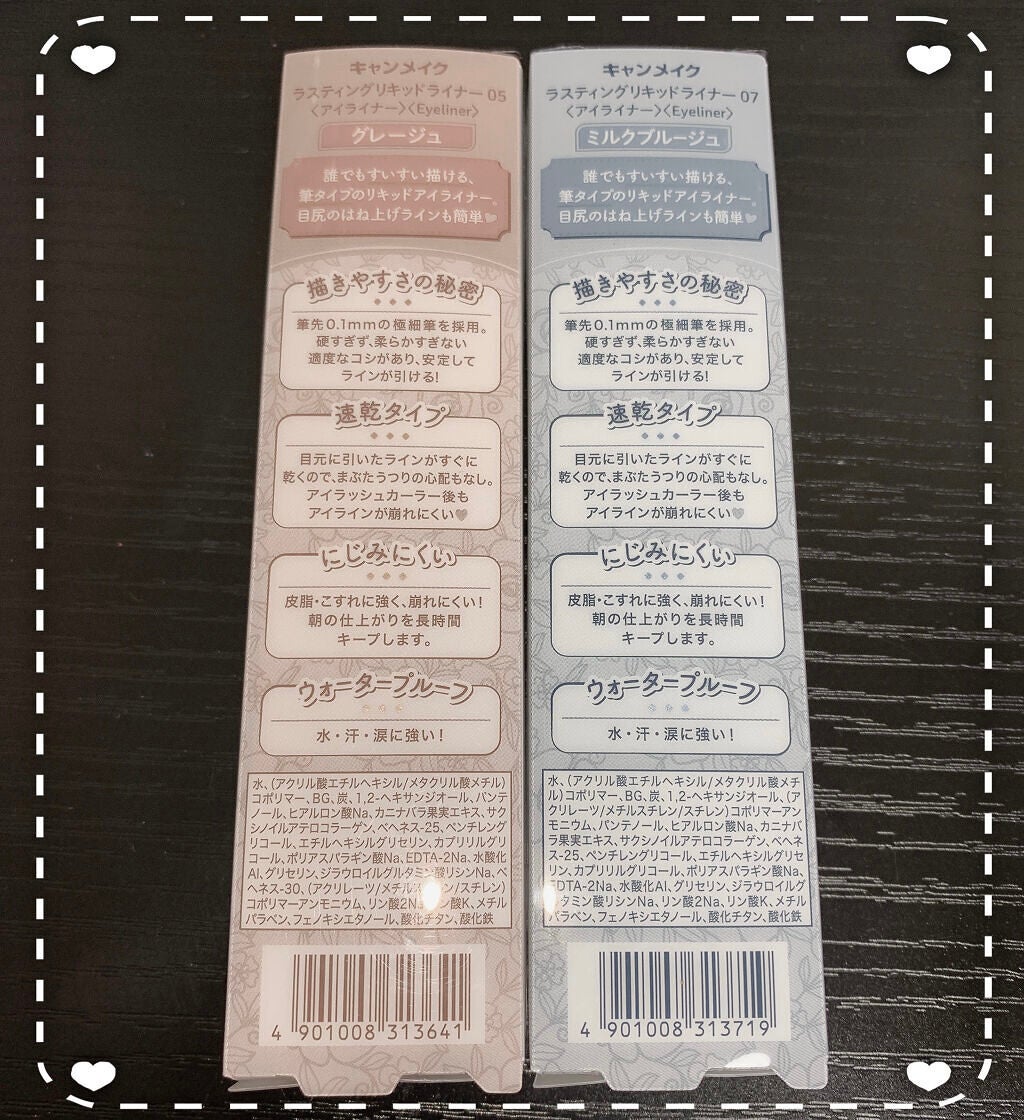 キャンメイク
ラスティングリキッドライナー 05
〈アイライナー〉〈Eyeliner〉
グレージュ
誰でもすいすい描ける、
筆タイプのリキッドアイライナー。
目尻のはね上げラインも簡単♥
描きやすさの秘密
筆先0.1mmの極細筆を採用。
硬すぎず、柔らかすぎない
適度なコシがあり、安定して
ラインが引ける!
速乾タイプ
目元に引いたラインがすぐに
乾くので、まぶたうつりの心配もなし。
アイラッシュカーラー後も
アイラインが崩れにくい♥
にじみにくい
皮脂・こすれに強く、崩れにくい!
朝の仕上がりを長時間
キープします。
ウォータープルーフ
水・汗・涙に強い!
水、(アクリル酸エチルヘキシル/メタクリル酸メチル)
コポリマー、BG、炭、1,2-ヘキサンジオール、パンテ
ノール、ヒアルロン酸Na、カニナバラ果実エキス、サク
シノイルアテロコラーゲン、ベヘネス-25、ペンチレング
リコール、エチルヘキシルグリセリン、カプリリルグリ
コール、ポリアスパラギン酸Na、EDTA-2Na、水酸化
Al、グリセリン、ジラウロイルグルタミン酸リシンNa、ベ
ヘネス-30、(アクリレーツ/メチルスチレン/スチレン)
コポリマーアンモニウム、リン酸2Na、リン酸K、メチル
パラベン、フェノキシエタノール、酸化チタン、酸化鉄
4 901008 313641
キャンメイク
ラスティングリキッドライナー 07
〈アイライナー〉〈Eyeliner〉
ミルクブルージュ
誰でもすいすい描ける、
筆タイプのリキッドアイライナー。
目尻のはね上げラインも簡単♥
描きやすさの秘密
筆先0.1mmの極細筆を採用。
硬すぎず、柔らかすぎない
適度なコシがあり、安定して
ラインが引ける!
速乾タイプ
目元に引いたラインがすぐに
乾くので、まぶたうつりの心配もなし。
アイラッシュカーラー後も
アイラインが崩れにくい♥
にじみにくい
皮脂・こすれに強く、崩れにくい!
朝の仕上がりを長時間
キープします。
ウォータープルーフ
水・汗・涙に強い!
水、(アクリル酸エチルヘキシル/メタクリル酸メチ
ル)コポリマー、BG、炭、1,2-ヘキサンジオール、(ア
クリレーツ/メチルスチレン/スチレン)コポリマーアン
モニウム、パンテノール、ヒアルロン酸Na、カニナバ
ラ果実エキス、サクシノイルアテロコラーゲン、ベヘネ
ス-25、ペンチレングリコール、エチルヘキシルグリセ
リン、カプリリルグリコール、ポリアスパラギン酸Na、
EDTA-2Na、水酸化Al、グリセリン、ジラウロイルグ
ルタミン酸リシンNa、リン酸2Na、リン酸K、メチル
パラベン、フェノキシエタノール、酸化チタン、酸化鉄
4 901008 313719